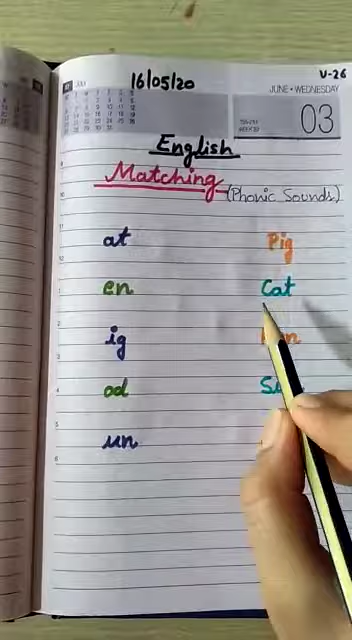 V-26
16/05/20
JUNE • WEDNESDAY
03
English
Matching (Phonic Sounds)
at Pig
en Cat
ig
od
un